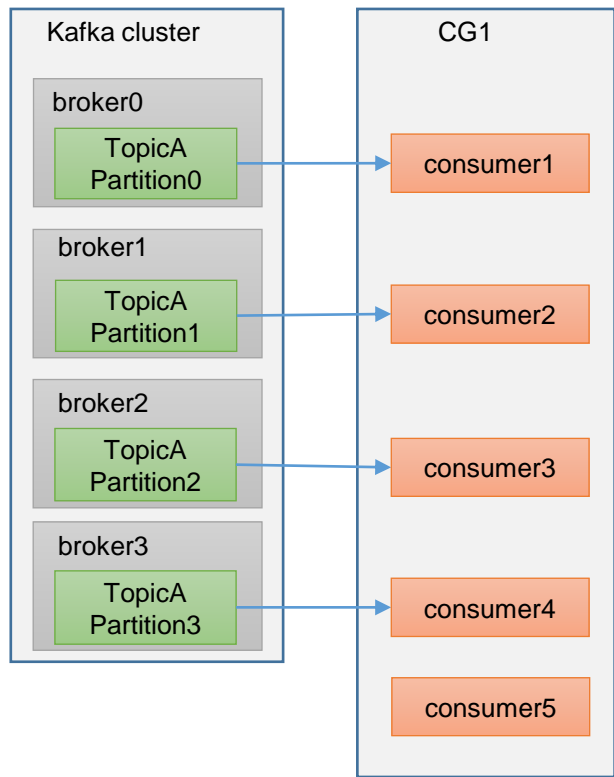 Kafka cluster
broker0
TopicA
Partition0
broker1
TopicA
Partition1
broker2
TopicA
Partition2
broker3
TopicA
Partition3
CG1
consumer1
consumer2
consumer3
consumer4
consumer5